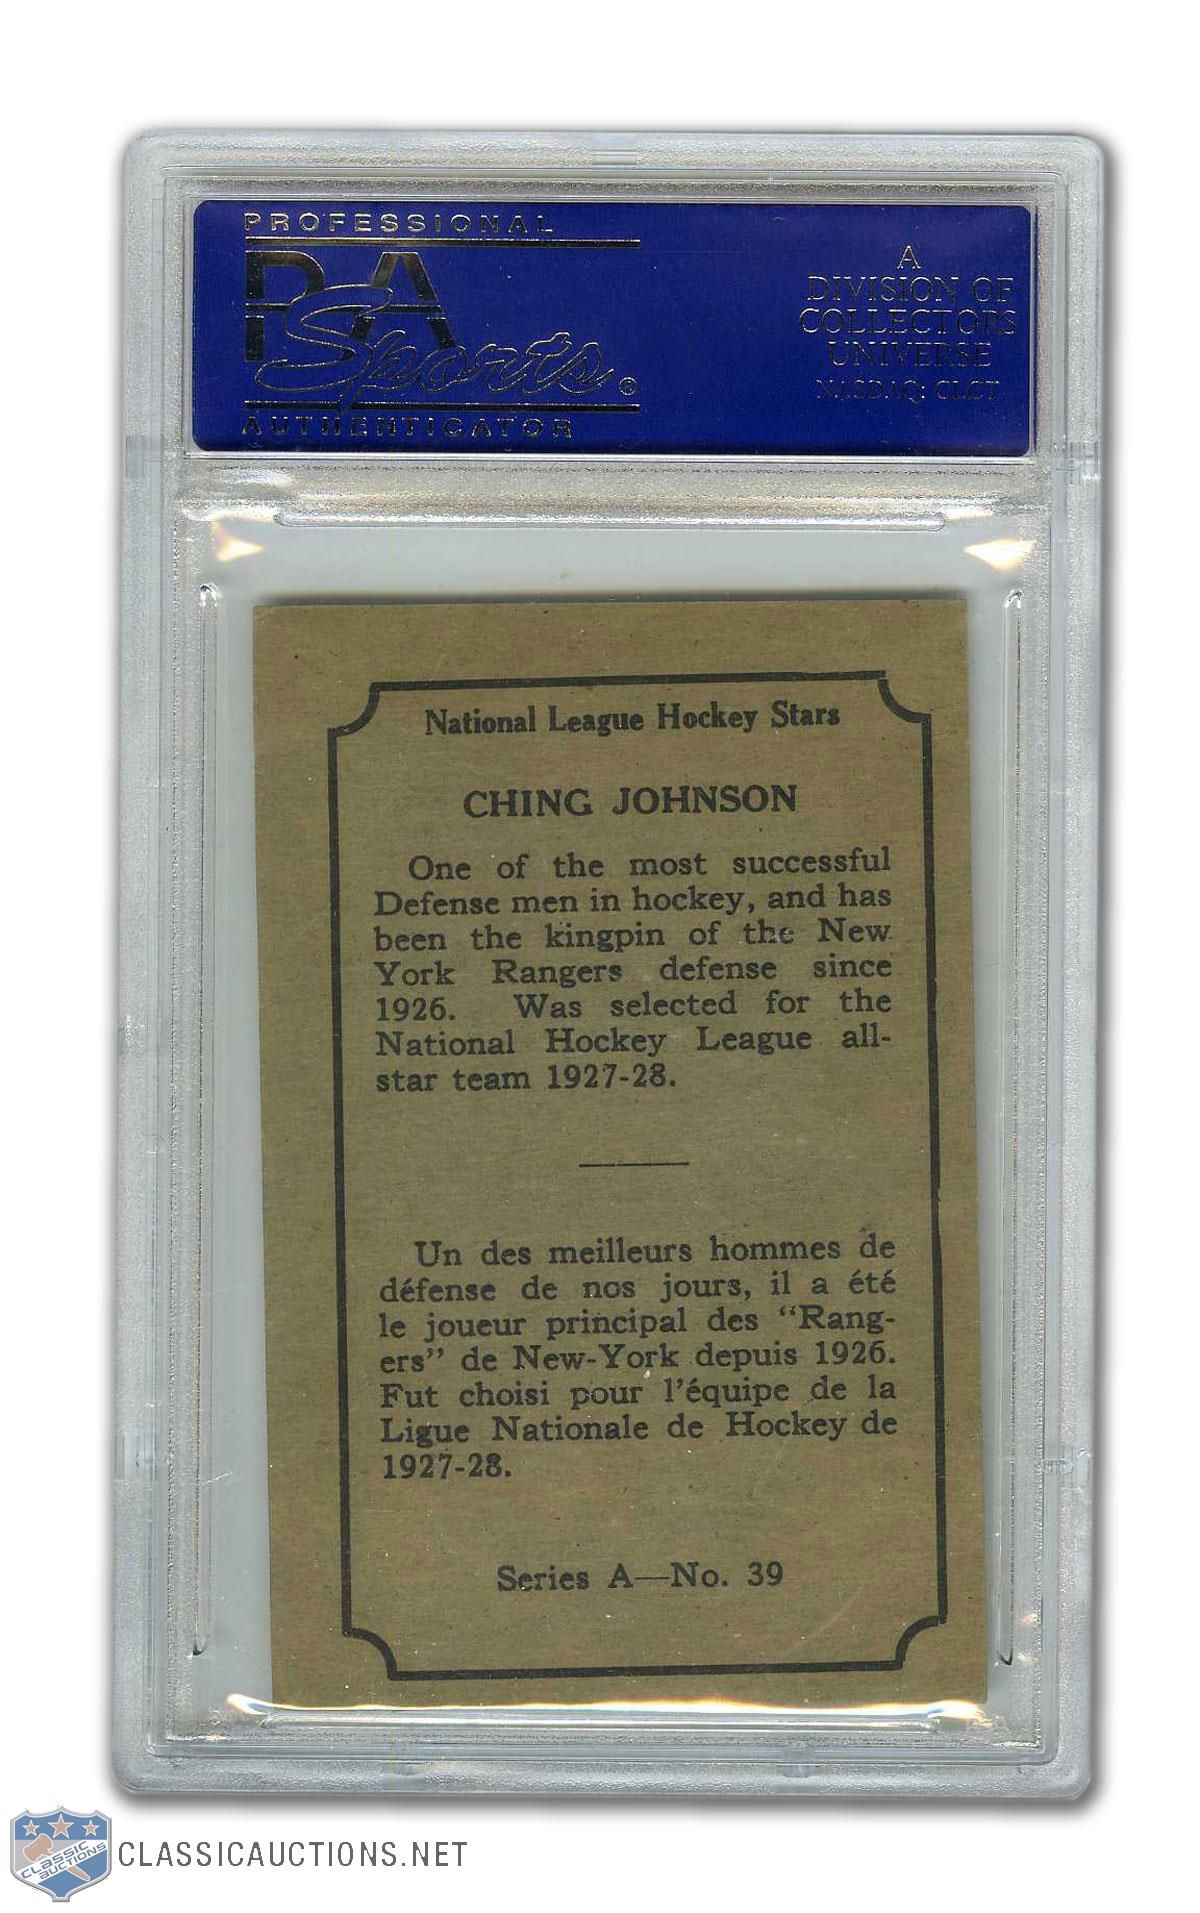 PROFESSIONAL
PSA
Sports®
AUTHENTICATOR
A
DIVISION OF
COLLECTORS
UNIVERSE
NASDAQ: CLCT
National League Hockey Stars
CHING JOHNSON
One of the most successful
Defense men in hockey, and has
been the kingpin of the New
York Rangers defense since
1926. Was selected for the
National Hockey League all-
star team 1927-28.
Un des meilleurs hommes de
défense de nos jours, il a été
le joueur principal des "Rang-
ers" de New-York depuis 1926.
Fut choisi pour l'équipe de la
Ligue Nationale de Hockey de
1927-28.
Series A—No. 39
CLASSIC
AUCTIONS
CLASSICAUCTIONS.NET